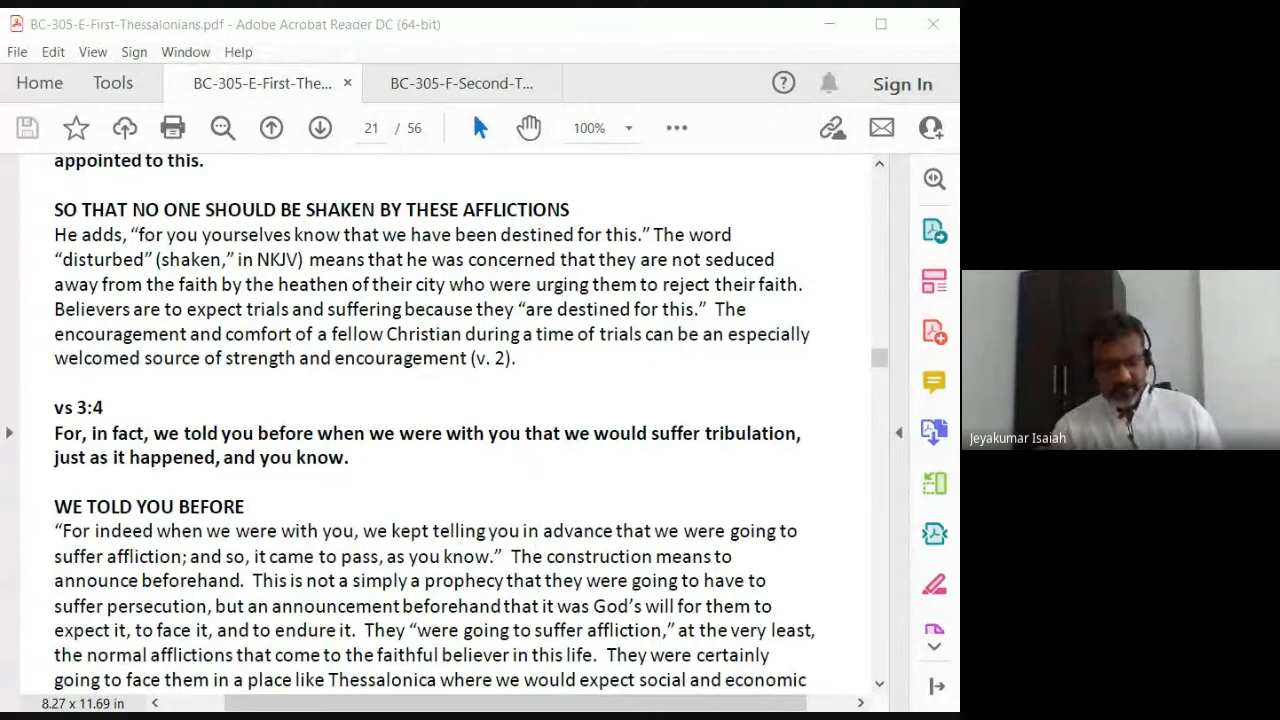 BC-305-E-First-Thessalonians.pdf - Adobe Acrobat Reader DC (64-bit)
File Edit View Sign Window Help
Home Tools BC-305-E-First-The... × BC-305-F-Second-T... Sign In
21 / 56 100%
appointed to this.
SO THAT NO ONE SHOULD BE SHAKEN BY THESE AFFLICTIONS
He adds, “for you yourselves know that we have been destined for this.” The word
“disturbed” (shaken,” in NKJV) means that he was concerned that they are not seduced
away from the faith by the heathen of their city who were urging them to reject their faith.
Believers are to expect trials and suffering because they “are destined for this.” The
encouragement and comfort of a fellow Christian during a time of trials can be an especially
welcomed source of strength and encouragement (v. 2).
vs 3:4
For, in fact, we told you before when we were with you that we would suffer tribulation,
just as it happened, and you know.
WE TOLD YOU BEFORE
“For indeed when we were with you, we kept telling you in advance that we were going to
suffer affliction; and so, it came to pass, as you know.” The construction means to
announce beforehand. This is not a simply a prophecy that they were going to have to
suffer persecution, but an announcement beforehand that it was God’s will for them to
expect it, to face it, and to endure it. They “were going to suffer affliction,” at the very least,
the normal afflictions that come to the faithful believer in this life. They were certainly
going to face them in a place like Thessalonica where we would expect social and economic
8.27 x 11.69 in
Jeyakumar Isaiah